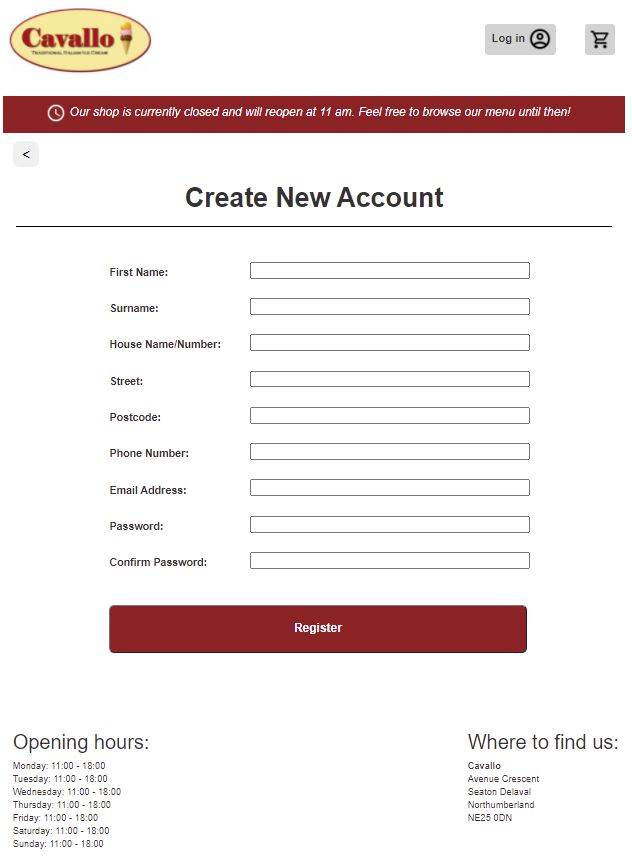 Cavallo
TRADITIONAL ITALIAN ICE CREAM
Log in
Our shop is currently closed and will reopen at 11 am. Feel free to browse our menu until then!
<
Create New Account
First Name:
Surname:
House Name/Number:
Street:
Postcode:
Phone Number:
Email Address:
Password:
Confirm Password:
Register
Opening hours:
Monday: 11:00 - 18:00
Tuesday: 11:00 - 18:00
Wednesday: 11:00 - 18:00
Thursday: 11:00 - 18:00
Friday: 11:00 - 18:00
Saturday: 11:00 - 18:00
Sunday: 11:00 - 18:00
Where to find us:
Cavallo
Avenue Crescent
Seaton Delaval
Northumberland
NE25 0DN